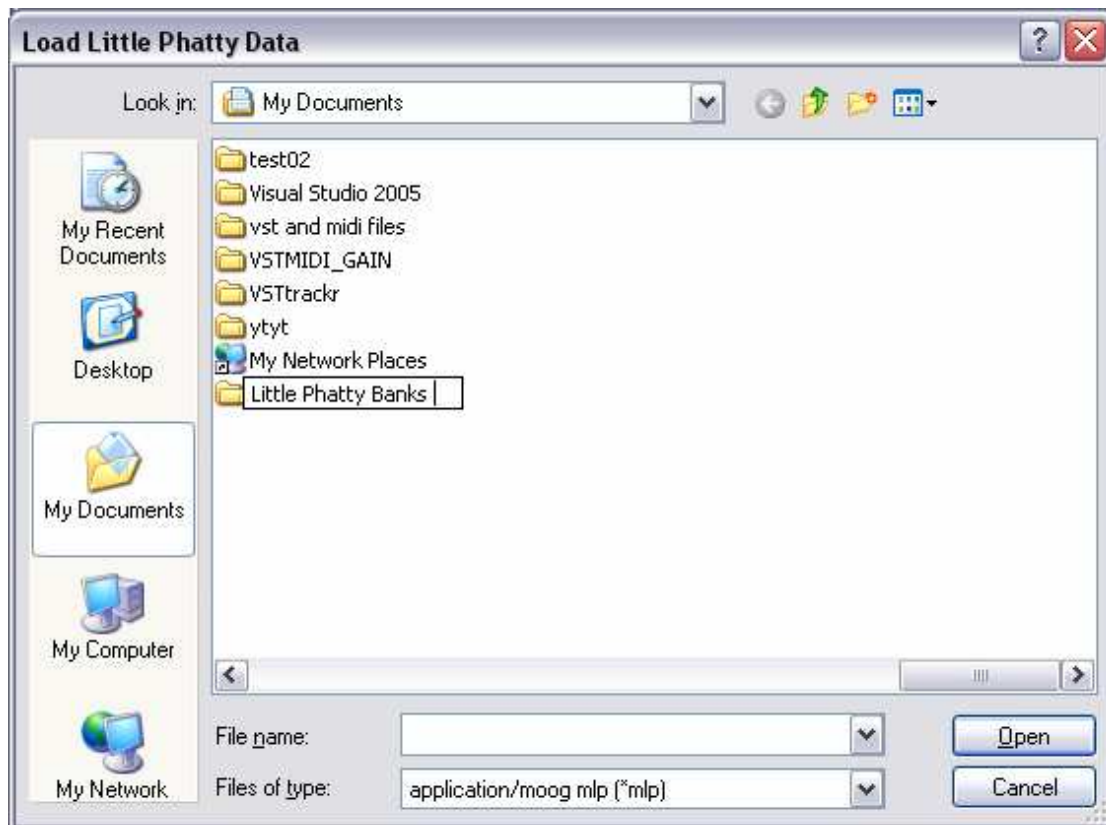 Load Little Phatty Data
Look in: My Documents
My Recent
Documents
Desktop
My Documents
My Computer
My Network
test02
Visual Studio 2005
vst and midi files
VSTMIDI_GAIN
VSTtrackr
ytyt
My Network Places
Little Phatty Banks
File name:
Open
Files of type: application/moog mlp (*mlp)
Cancel